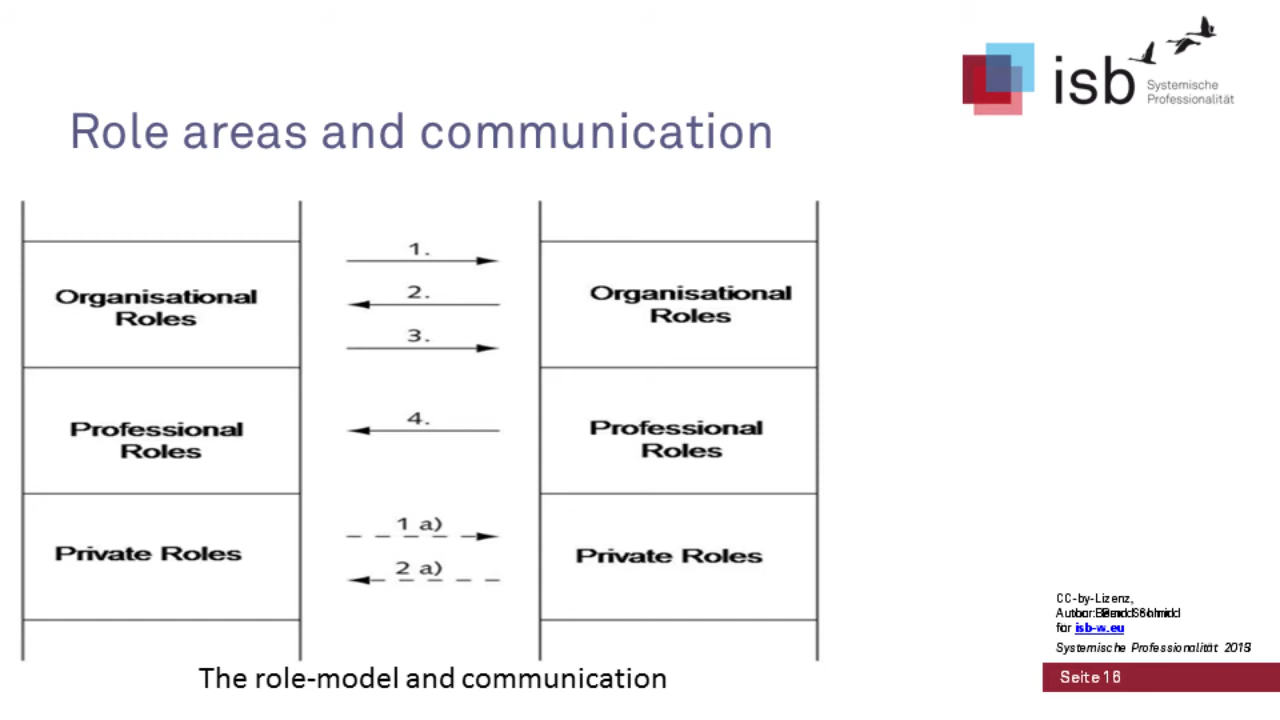 isb
Systemische
Professionalität
Role areas and communication
1.
2.
3.
4.
1 a)
2 a)
Organisational
Roles
Professional
Roles
Private Roles
Organisational
Roles
Professional
Roles
Private Roles
The role-model and communication
CC-by-Lizenz,
Bernd Schmid
für isb-w.eu
Systemische Professionalität
Seite 16